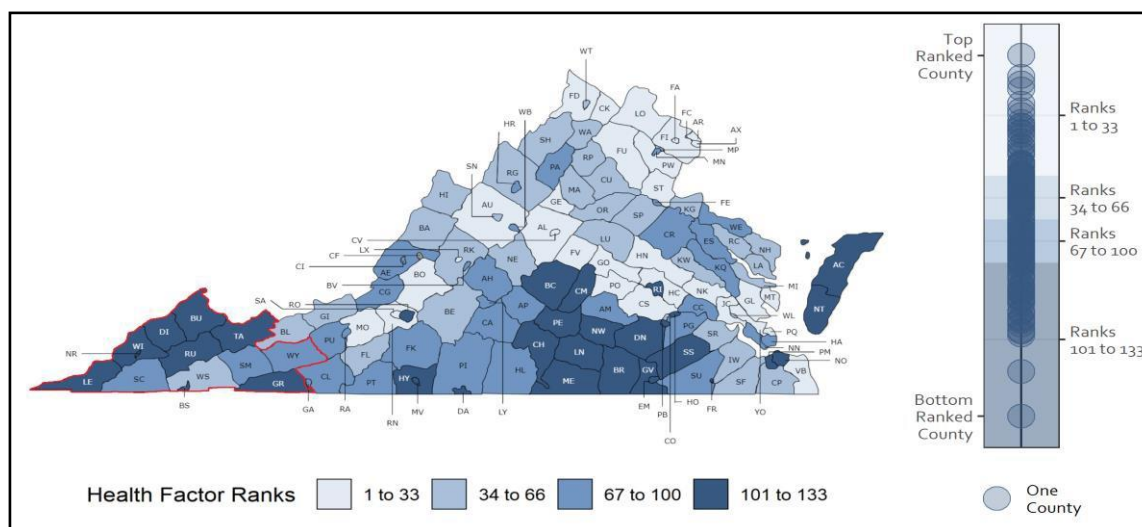 WT
FA
FC
AR
AX
MP
MN
FD
CK
LO
FI
PW
WB
HR
SH
WA
FU
RP
PA
CU
MA
ST
FE
SN
RG
HI
AU
GE
OR
SP
KG
BA
AL
CV
LX
CF
CI
RK
NE
LU
CR
WE
ES
RC
NH
LA
HN
KW
KQ
FV
GO
AE
BO
BV
AH
CG
BC
CM
PO
RI
HC
NK
MI
GL
MT
AC
NT
SA
RO
CS
JC
WL
BU
DI
WI
TA
RU
NR
LE
SC
WS
SM
GR
BS
BL
GI
WY
PU
MO
FL
CL
GA
BE
AP
AM
CC
PQ
PE
NW
DN
PG
SR
HA
NN
PM
NO
CA
FK
CH
LN
SS
IW
PT
HY
PI
HL
ME
BR
GV
SU
SF
CP
VB
RA
RN
MV
DA
LY
EM
PB
HO
CO
FR
YO
Top
Ranked
County
Ranks
1 to 33
Ranks
34 to 66
Ranks
67 to 100
Ranks
101 to 133
Bottom
Ranked
County
One
County
Health Factor Ranks
1 to 33
34 to 66
67 to 100
101 to 133